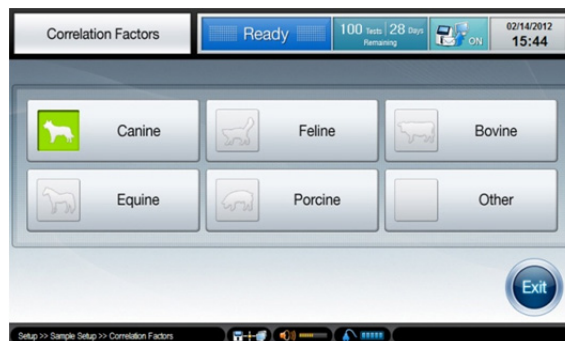 Correlation Factors
Ready
100 Tests 28 Days
Remaining
ON
02/14/2012
15:44
Canine
Feline
Bovine
Equine
Porcine
Other
Exit
Setup >> Sample Setup >> Correlation Factors